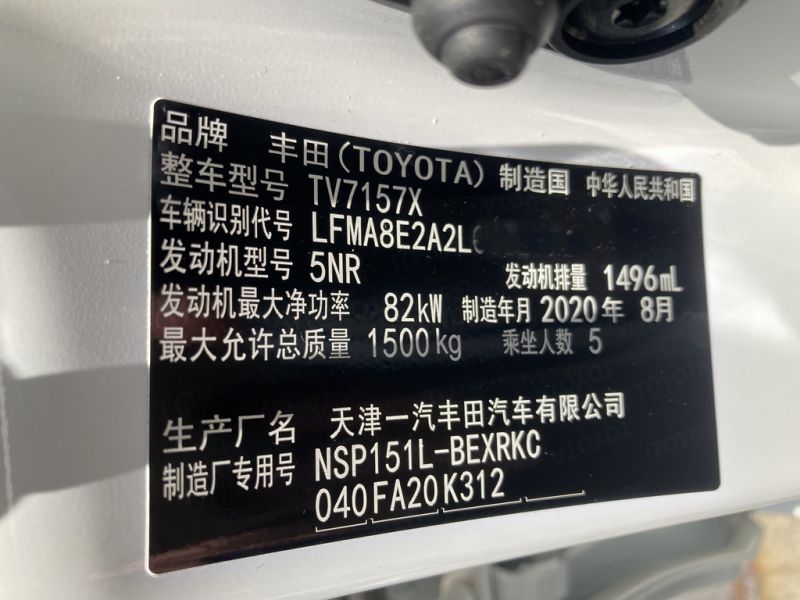 品牌 丰田(TOYOTA) 制造国 中华人民共和国
整车型号 TV7157X
车辆识别代号 LFMA8E2A2L
发动机型号 5NR 发动机排量 1496mL
发动机最大净功率 82kW 制造年月 2020年 8月
最大允许总质量 1500kg 乘坐人数 5
生产厂名 天津一汽丰田汽车有限公司
制造厂专用号 NSP151L-BEXRKC
040FA20K312